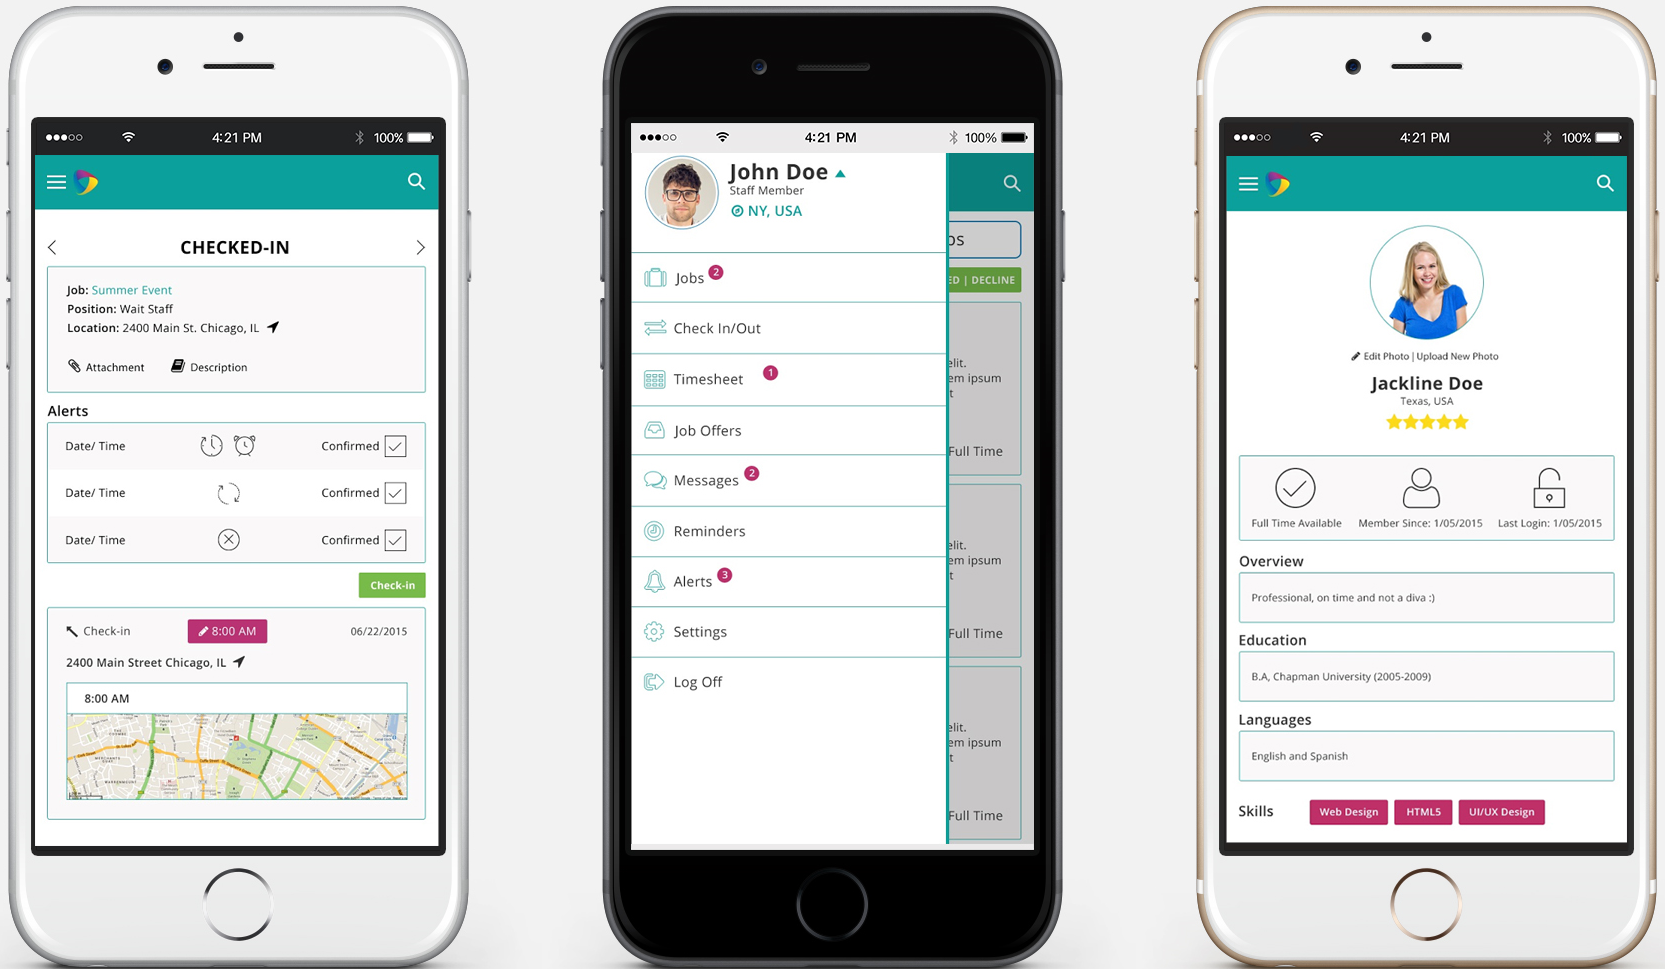 4:21 PM 100%
CHECKED-IN
Job: Summer Event
Position: Wait Staff
Location: 2400 Main St. Chicago, IL
Attachment Description
Alerts
Date/ Time Confirmed
Date/ Time Confirmed
Date/ Time Confirmed
Check-in
Check-in 8:00 AM 06/22/2015
2400 Main Street Chicago, IL
8:00 AM
4:21 PM 100%
John Doe
Staff Member
NY, USA
Jobs 2
Check In/Out
Timesheet 1
Job Offers
Messages 2
Reminders
Alerts 3
Settings
Log Off
os
ED | DECLINE
elit.
em ipsum
t
Full Time
elit.
em ipsum
t
Full Time
elit.
em ipsum
t
Full Time
4:21 PM 100%
Edit Photo | Upload New Photo
Jackline Doe
Texas, USA
Full Time Available Member Since: 1/05/2015 Last Login: 1/05/2015
Overview
Professional, on time and not a diva :)
Education
B.A, Chapman University (2005-2009)
Languages
English and Spanish
Skills Web Design HTML5 UI/UX Design